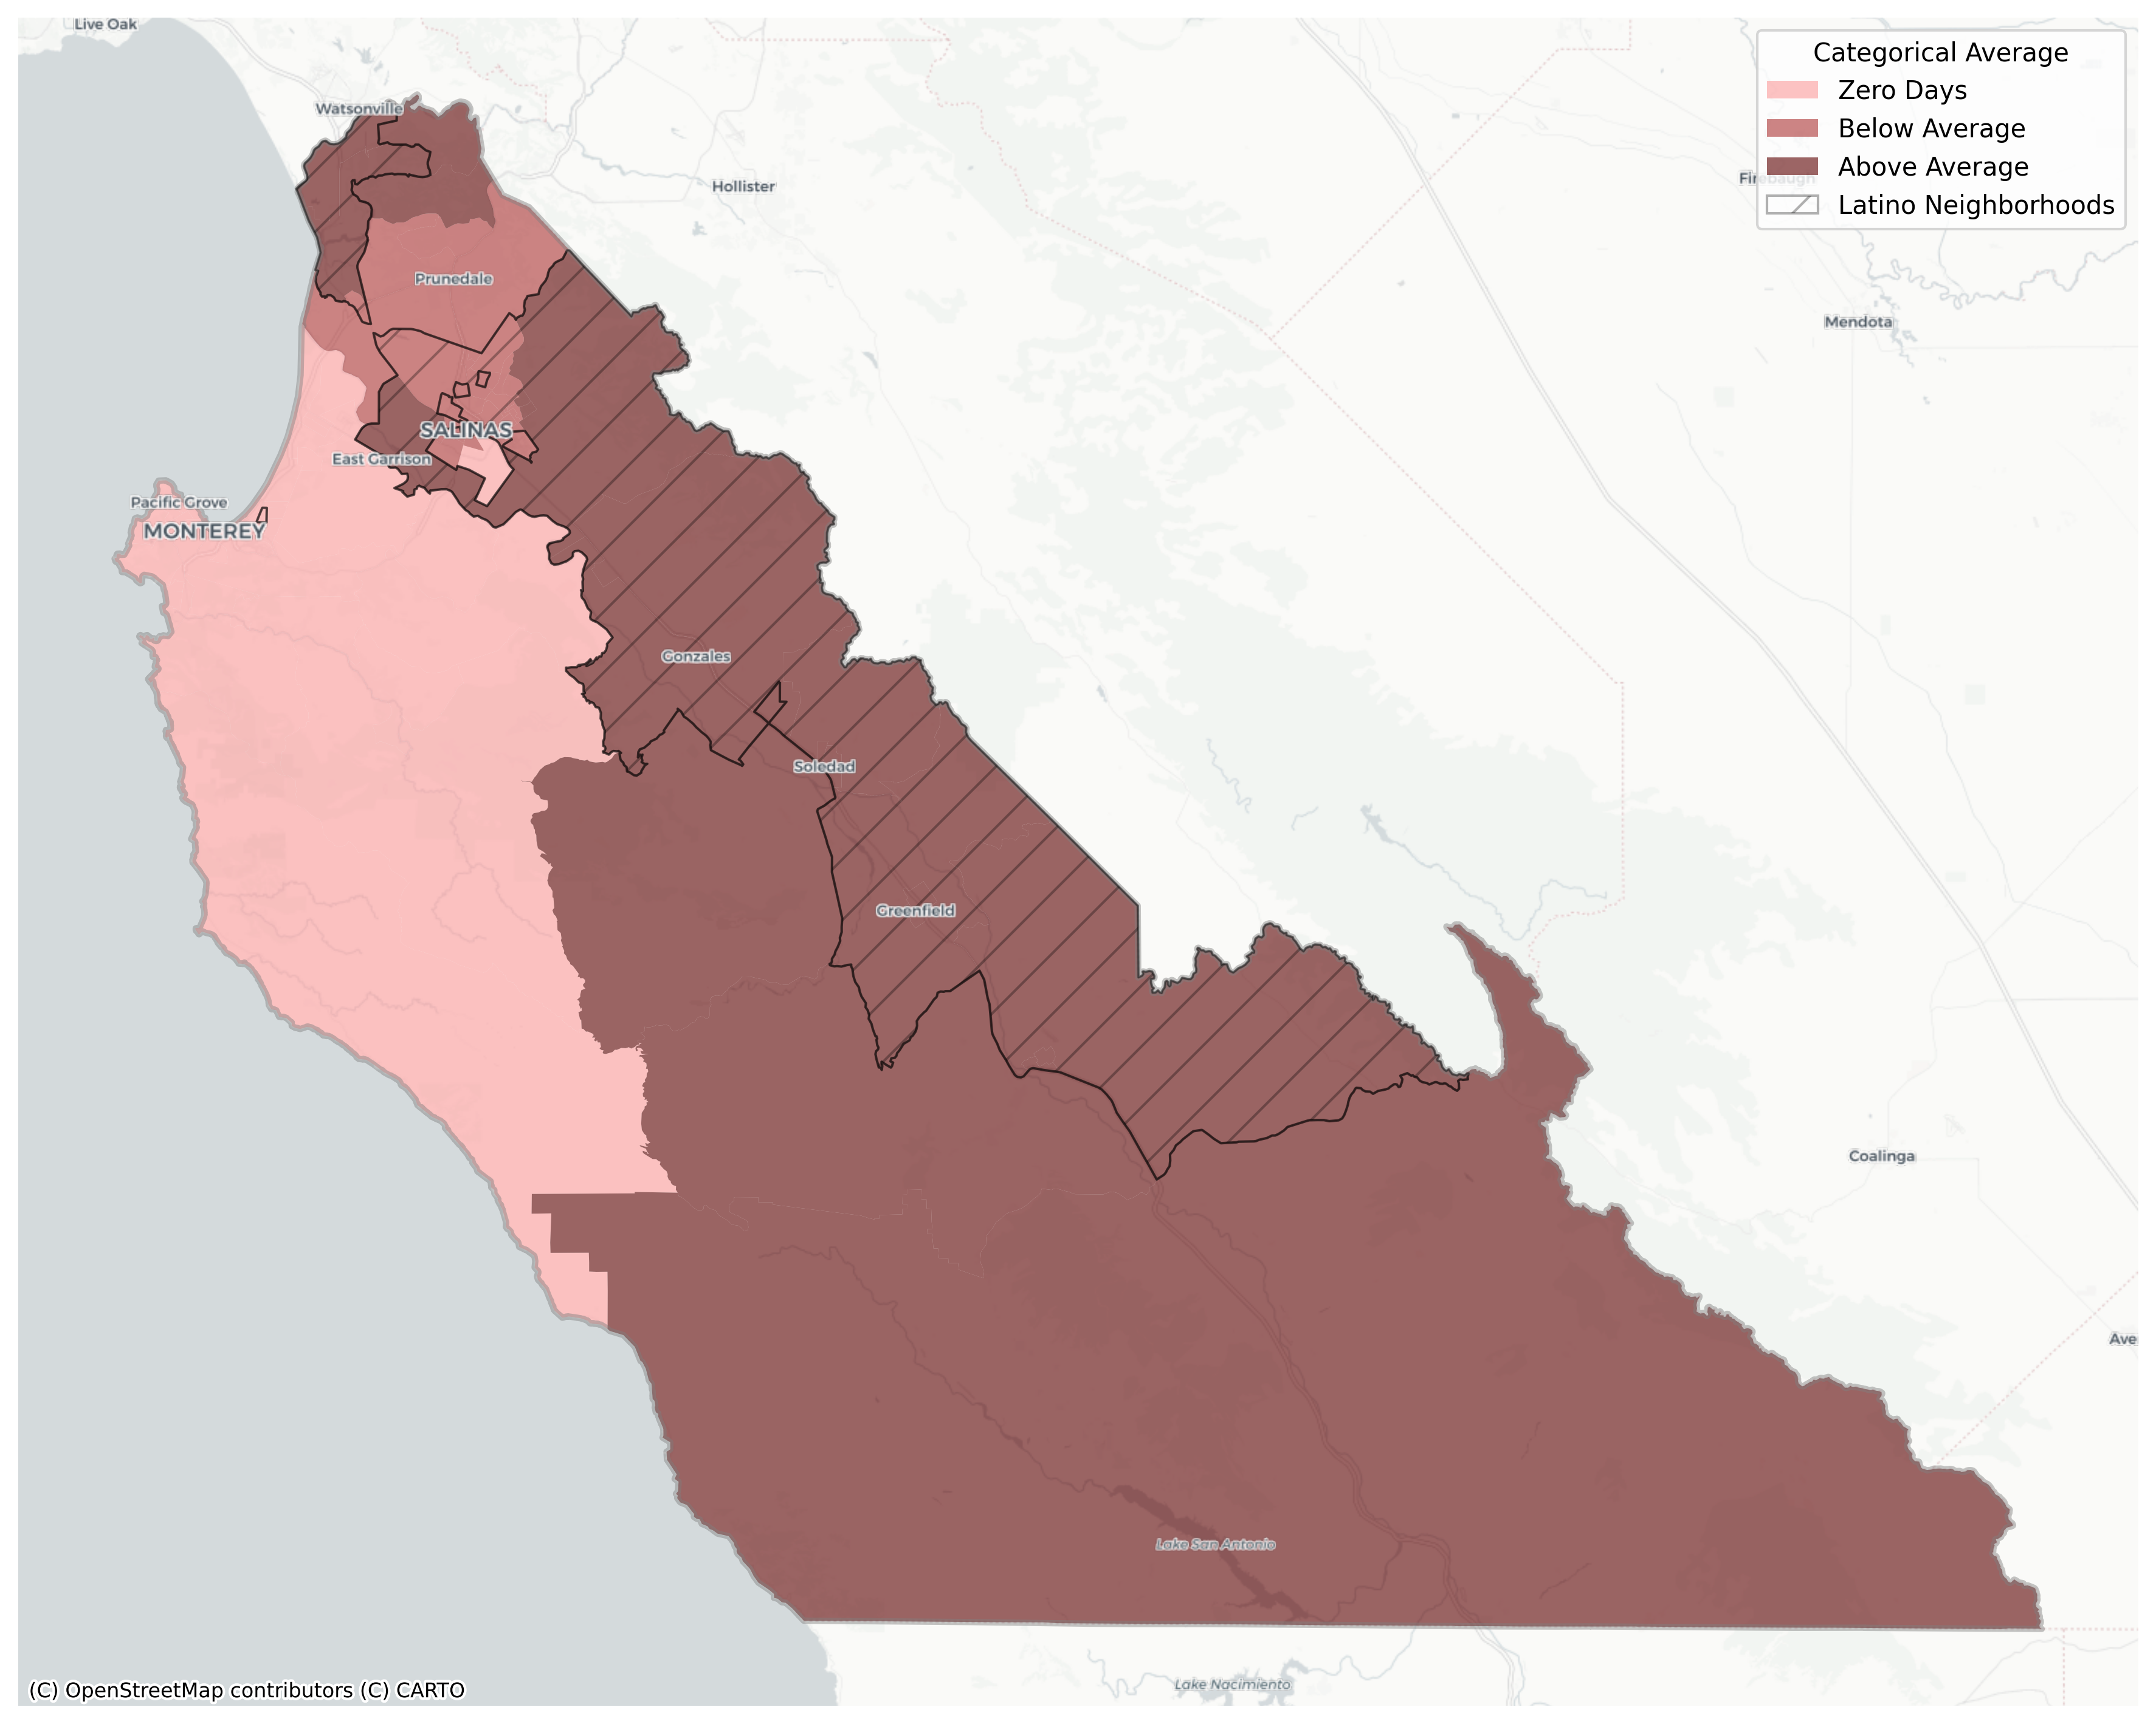 Live Oak
Categorical Average
Zero Days
Below Average
Above Average
Latino Neighborhoods
Watsonville
Hollister
Firebaugh
Prunedale
Mendota
SALINAS
East Garrison
Pacific Grove
MONTEREY
Gonzales
Soledad
Greenfield
Coalinga
Ave
Lake San Antonio
Lake Nacimiento
(C) OpenStreetMap contributors (C) CARTO